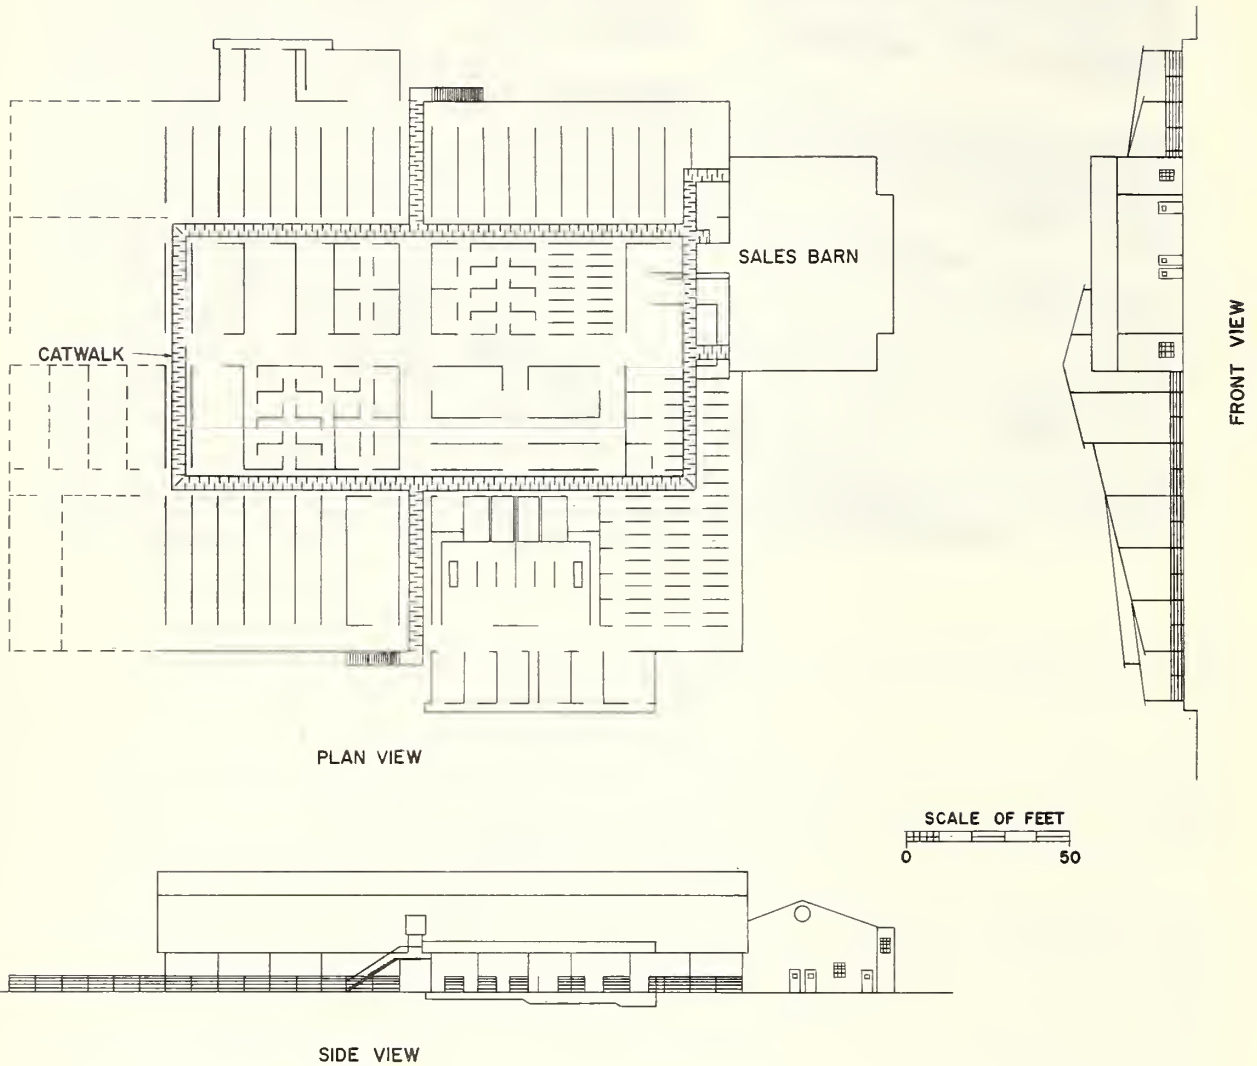 SALES BARN
CATWALK
FRONT VIEW
PLAN VIEW
SCALE OF FEET
0 50
SIDE VIEW